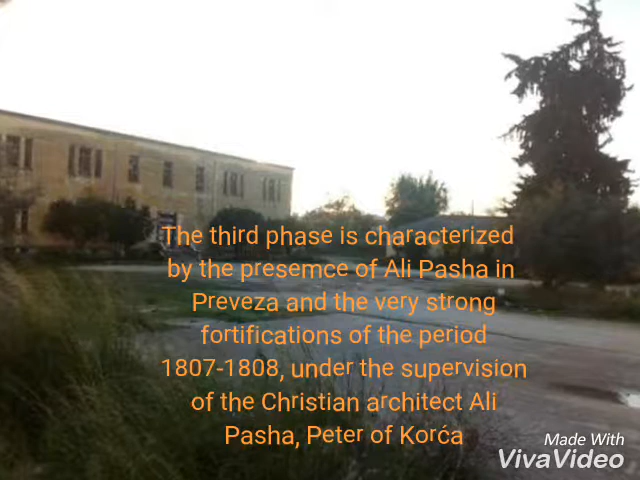 The third phase is characterized
by the presemce of Ali Pasha in
Preveza and the very strong
fortifications of the period
1807-1808, under the supervision
of the Christian architect Ali
Pasha, Peter of Korća
Made With
VivaVideo